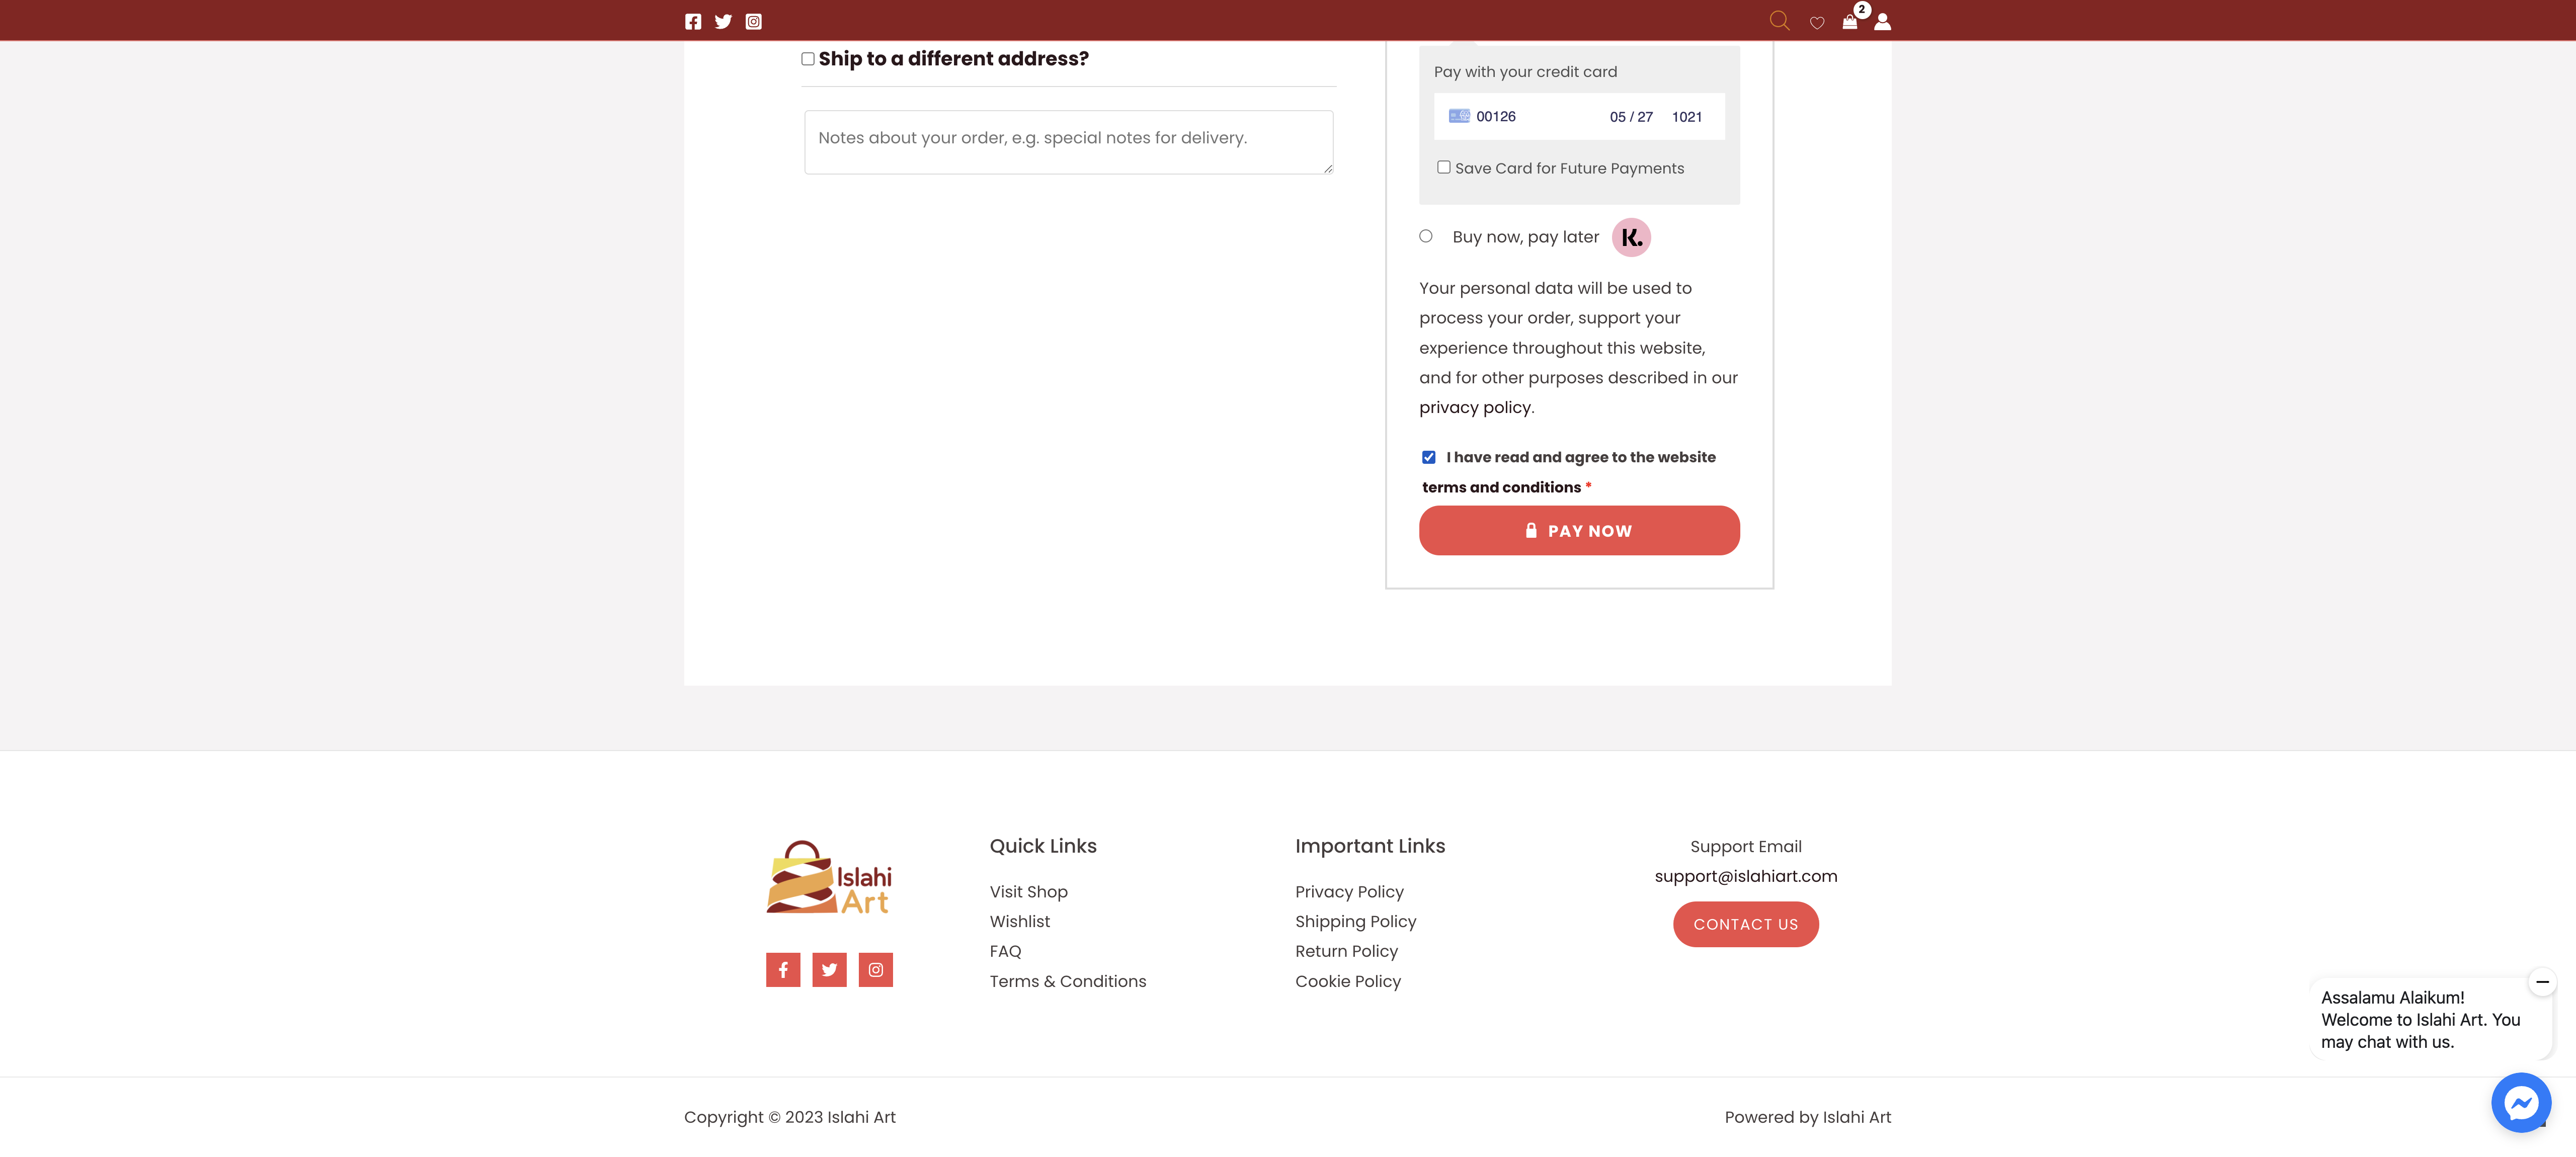 2
Ship to a different address?
Notes about your order, e.g. special notes for delivery.
Pay with your credit card
00126 05 / 27 1021
Save Card for Future Payments
Buy now, pay later K.
Your personal data will be used to
process your order, support your
experience throughout this website,
and for other purposes described in our
privacy policy.
I have read and agree to the website
terms and conditions *
PAY NOW
Islahi
Art
Quick Links
Visit Shop
Wishlist
FAQ
Terms & Conditions
Important Links
Privacy Policy
Shipping Policy
Return Policy
Cookie Policy
Support Email
support@islahiart.com
CONTACT US
Assalamu Alaikum!
Welcome to Islahi Art. You
may chat with us.
Copyright © 2023 Islahi Art
Powered by Islahi Art